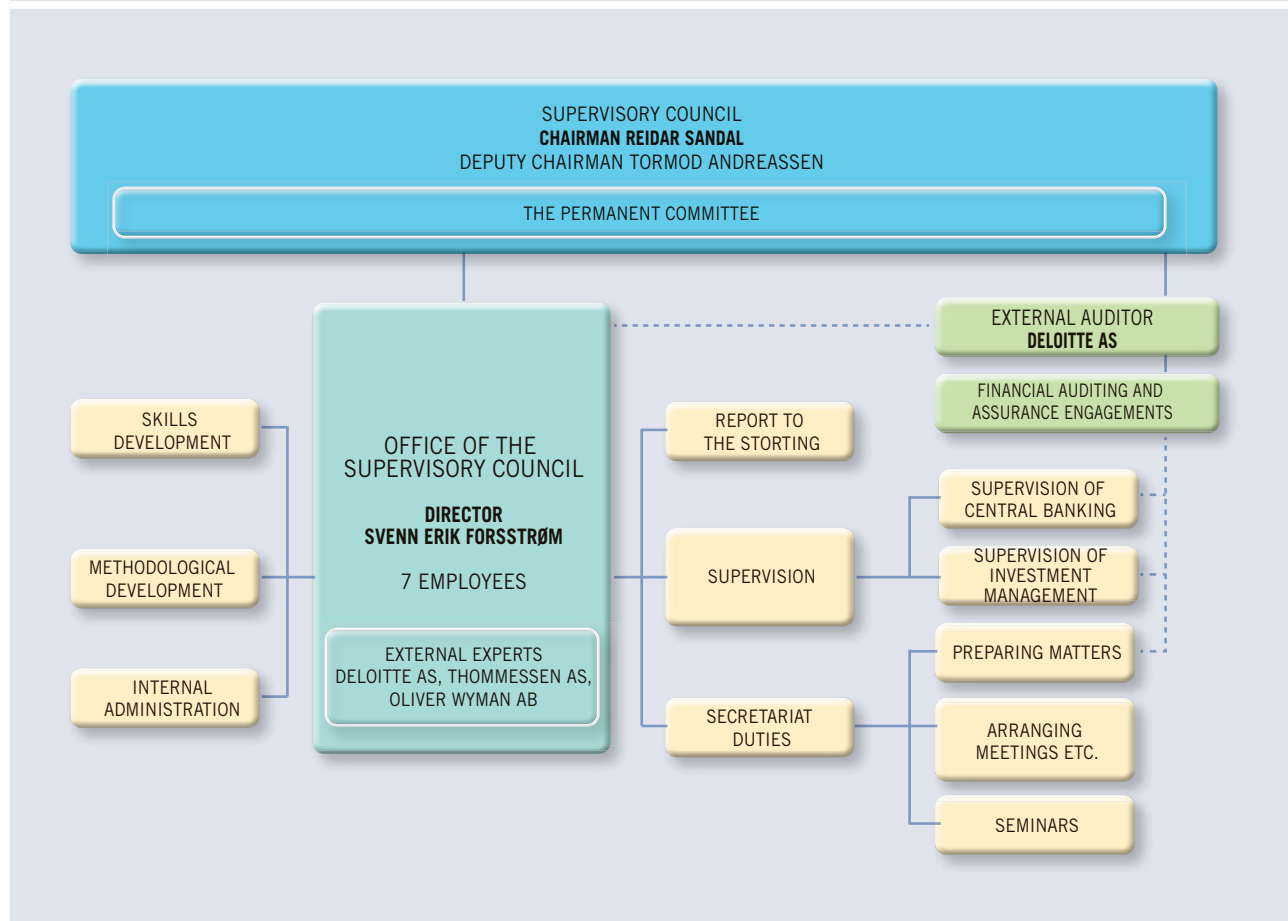 SUPERVISORY COUNCIL
CHAIRMAN REIDAR SANDAL
DEPUTY CHAIRMAN TORMOD ANDREASSEN
THE PERMANENT COMMITTEE
EXTERNAL AUDITOR
DELOITTE AS
FINANCIAL AUDITING AND
ASSURANCE ENGAGEMENTS
SKILLS
DEVELOPMENT
METHODOLOGICAL
DEVELOPMENT
INTERNAL
ADMINISTRATION
OFFICE OF THE
SUPERVISORY COUNCIL
DIRECTOR
SVENN ERIK FORSSTRØM
7 EMPLOYEES
EXTERNAL EXPERTS
DELOITTE AS, THOMMESSEN AS,
OLIVER WYMAN AB
REPORT TO
THE STORTING
SUPERVISION
SECRETARIAT
DUTIES
SUPERVISION OF
CENTRAL BANKING
SUPERVISION OF
INVESTMENT
MANAGEMENT
PREPARING MATTERS
ARRANGING
MEETINGS ETC.
SEMINARS